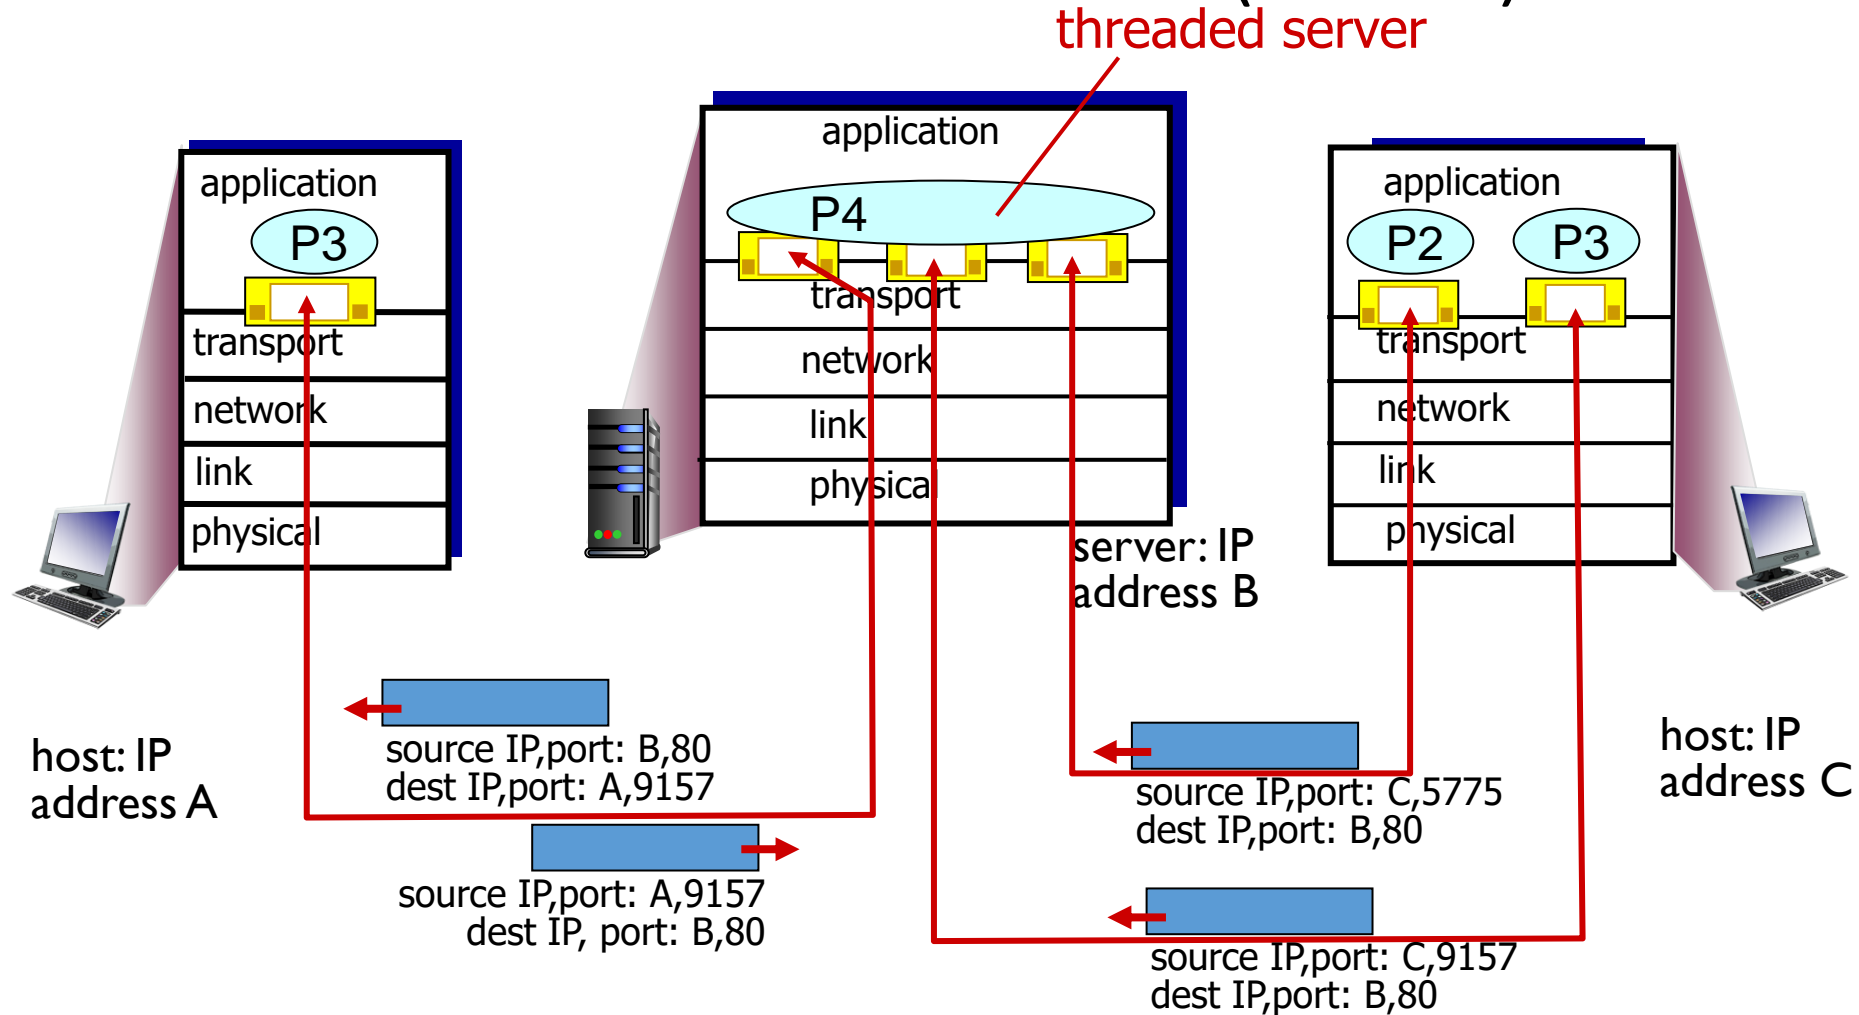 threaded server
application
P3
transport
network
link
physical
application
P4
transport
network
link
physical
application
P2
P3
transport
network
link
physical
server: IP
address B
host: IP
address A
source IP,port: B,80
dest IP,port: A,9157
source IP,port: A,9157
dest IP, port: B,80
source IP,port: C,5775
dest IP,port: B,80
source IP,port: C,9157
dest IP,port: B,80
host: IP
address C